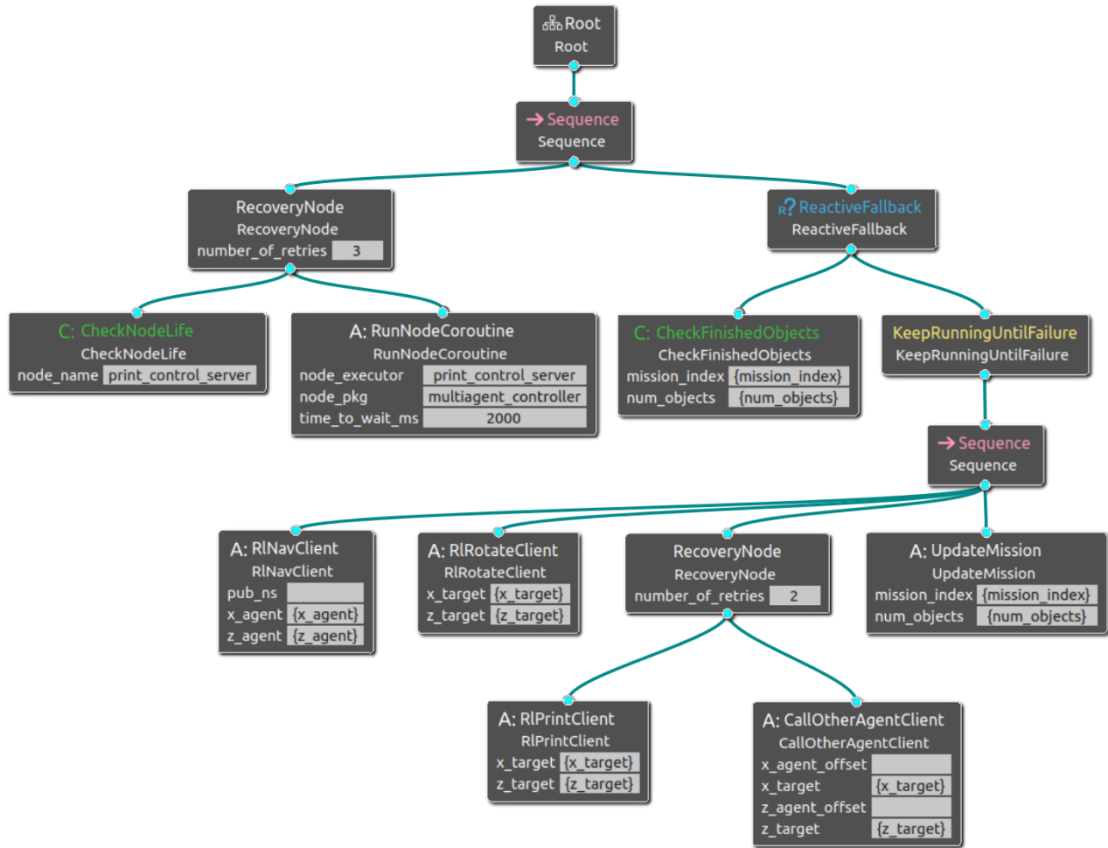 Root
Root
→ Sequence
Sequence
RecoveryNode
RecoveryNode
number_of_retries 3
R? ReactiveFallback
ReactiveFallback
C: CheckNodeLife
CheckNodeLife
node_name print_control_server
A: RunNodeCoroutine
RunNodeCoroutine
node_executor print_control_server
node_pkg multiagent_controller
time_to_wait_ms 2000
C: CheckFinishedObjects
CheckFinishedObjects
mission_index {mission_index}
num_objects {num_objects}
KeepRunningUntilFailure
KeepRunningUntilFailure
→ Sequence
Sequence
A: RlNavClient
RlNavClient
pub_ns
x_agent {x_agent}
z_agent {z_agent}
A: RlRotateClient
RlRotateClient
x_target {x_target}
z_target {z_target}
RecoveryNode
RecoveryNode
number_of_retries 2
A: UpdateMission
UpdateMission
mission_index {mission_index}
num_objects {num_objects}
A: RlPrintClient
RlPrintClient
x_target {x_target}
z_target {z_target}
A: CallOtherAgentClient
CallOtherAgentClient
x_agent_offset
x_target {x_target}
z_agent_offset
z_target {z_target}